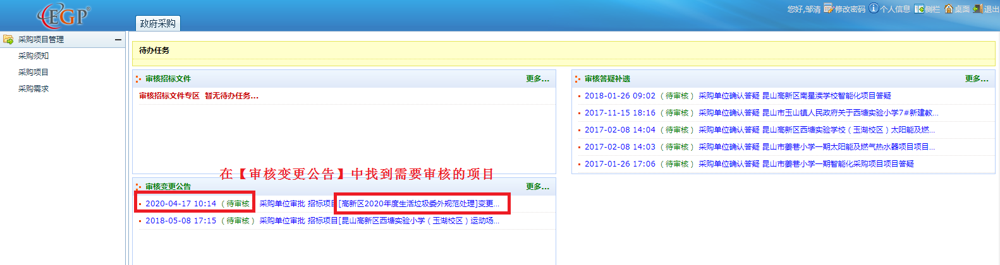 EGP
您好,邹清 修改密码 个人信息 侧栏 桌面 退出
政府采购
采购项目管理
采购须知
采购项目
采购需求
待办任务
审核招标文件 更多...
审核招标文件专区 暂无待办任务...
审核答疑补遗 更多...
2018-01-26 09:02 （待审核） 采购单位确认答疑 昆山高新区南星渎学校智能化项目答疑
2017-11-15 18:16 （待审核） 采购单位确认答疑 昆山市玉山镇人民政府关于西塘实验小学7#新建教...
2017-02-08 14:04 （待审核） 采购单位确认答疑 昆山高新区西塘实验学校（玉湖校区）太阳能及燃...
2017-02-08 14:03 （待审核） 采购单位确认答疑 昆山市姜巷小学一期太阳能及燃气热水器项目项目...
2017-01-26 17:06 （待审核） 采购单位确认答疑 昆山市姜巷小学一期智能化采购项目项目答疑
在【审核变更公告】中找到需要审核的项目
审核变更公告 更多...
2020-04-17 10:14 （待审核 采购单位审批 招标项目[高新区2020年度生活垃圾委外规范处理]变更...
2018-05-08 17:15 （待审核） 采购单位审批 招标项目[昆山高新区西塘实验小学（玉湖校区）运动场...